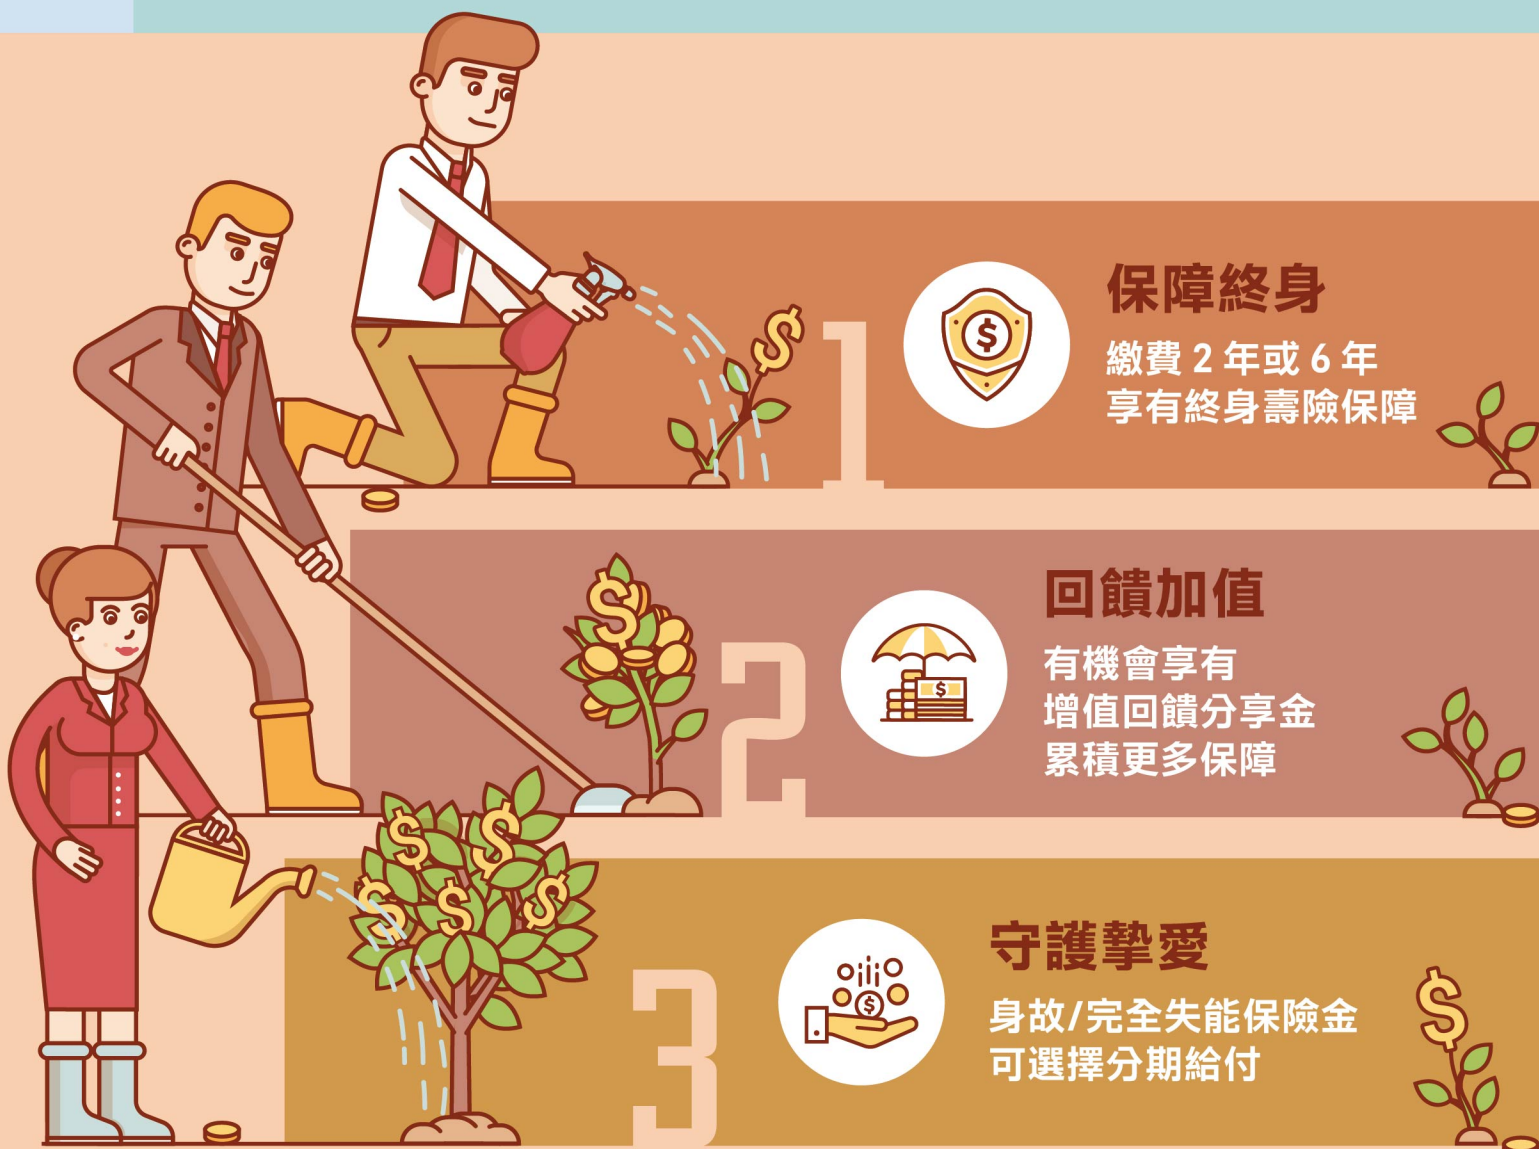 1
保障終身
繳費 2 年或 6 年
享有終身壽險保障
2
回饋加值
有機會享有
增值回饋分享金
累積更多保障
3
守護摯愛
身故/完全失能保險金
可選擇分期給付